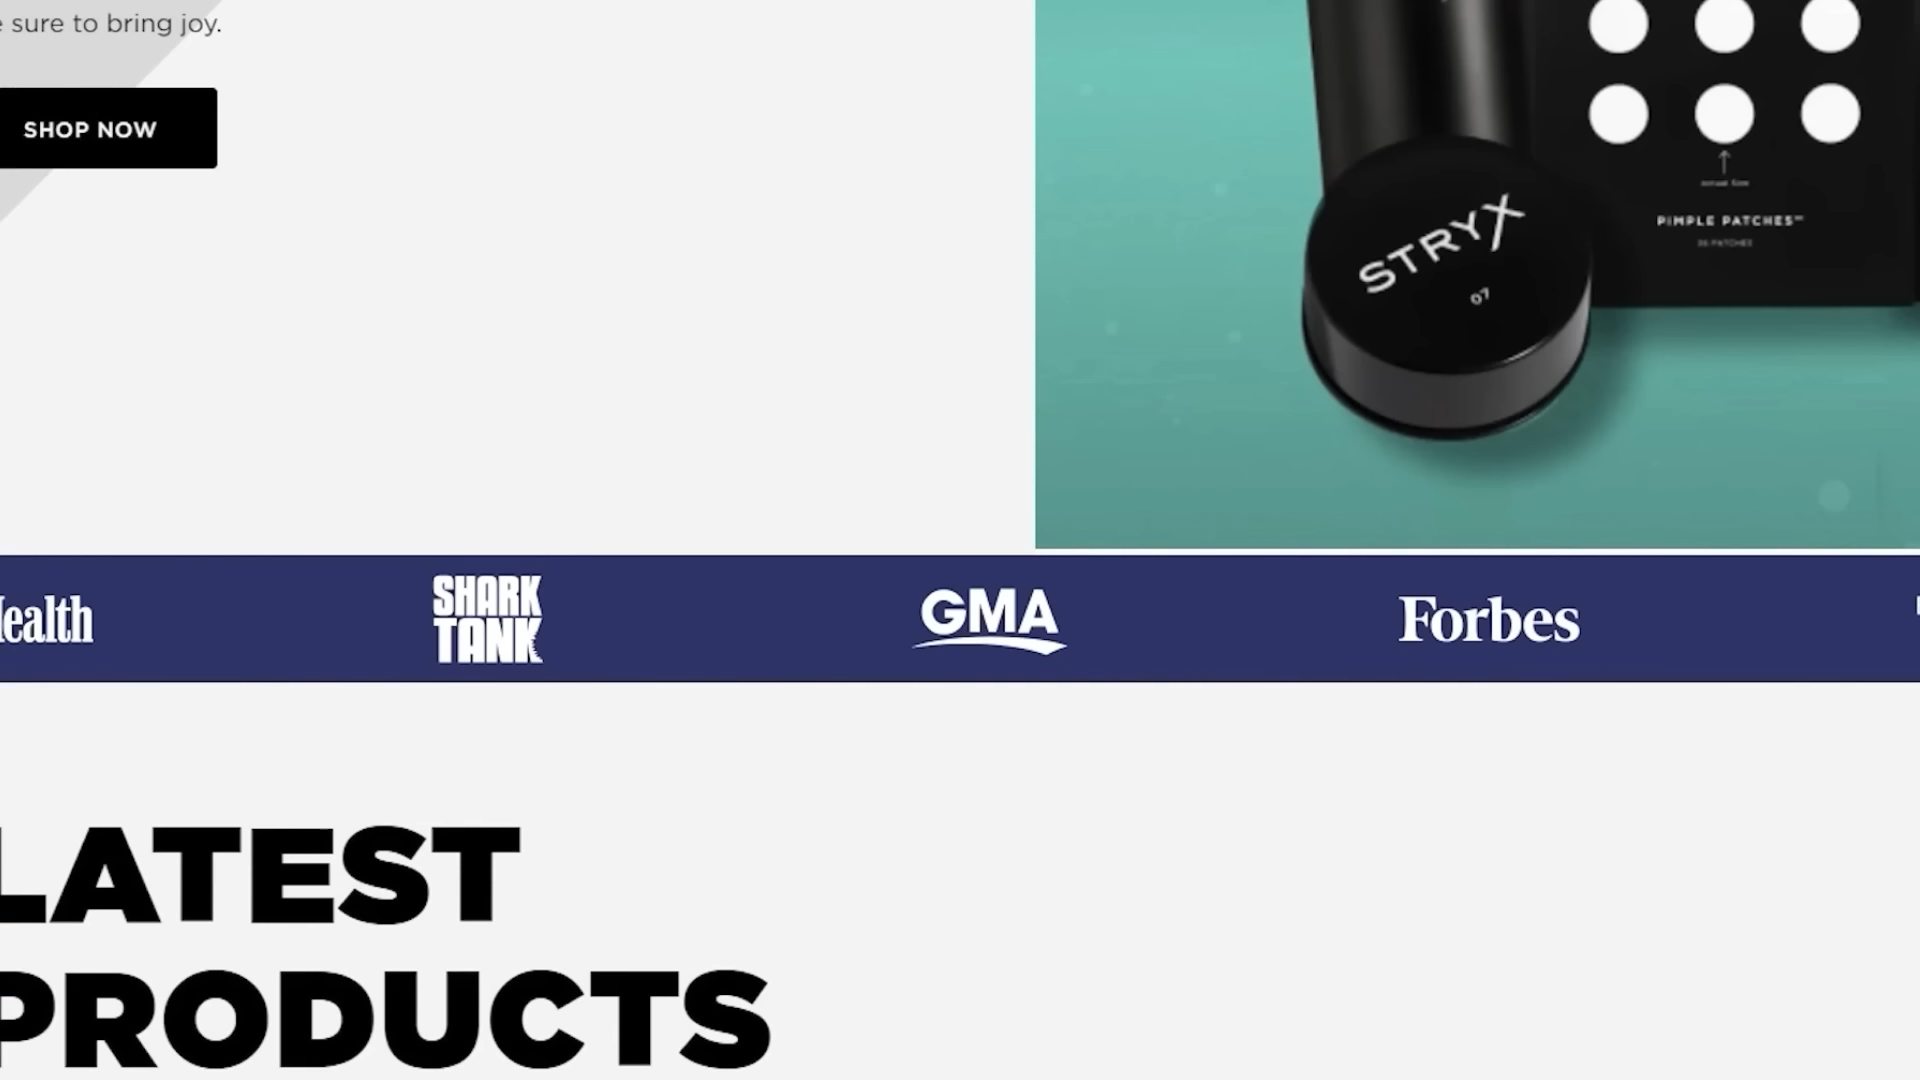 sure to bring joy.
SHOP NOW
STRYX
07
PIMPLE PATCHES™
ealth
SHARK
TANK
GMA
Forbes
LATEST
PRODUCTS